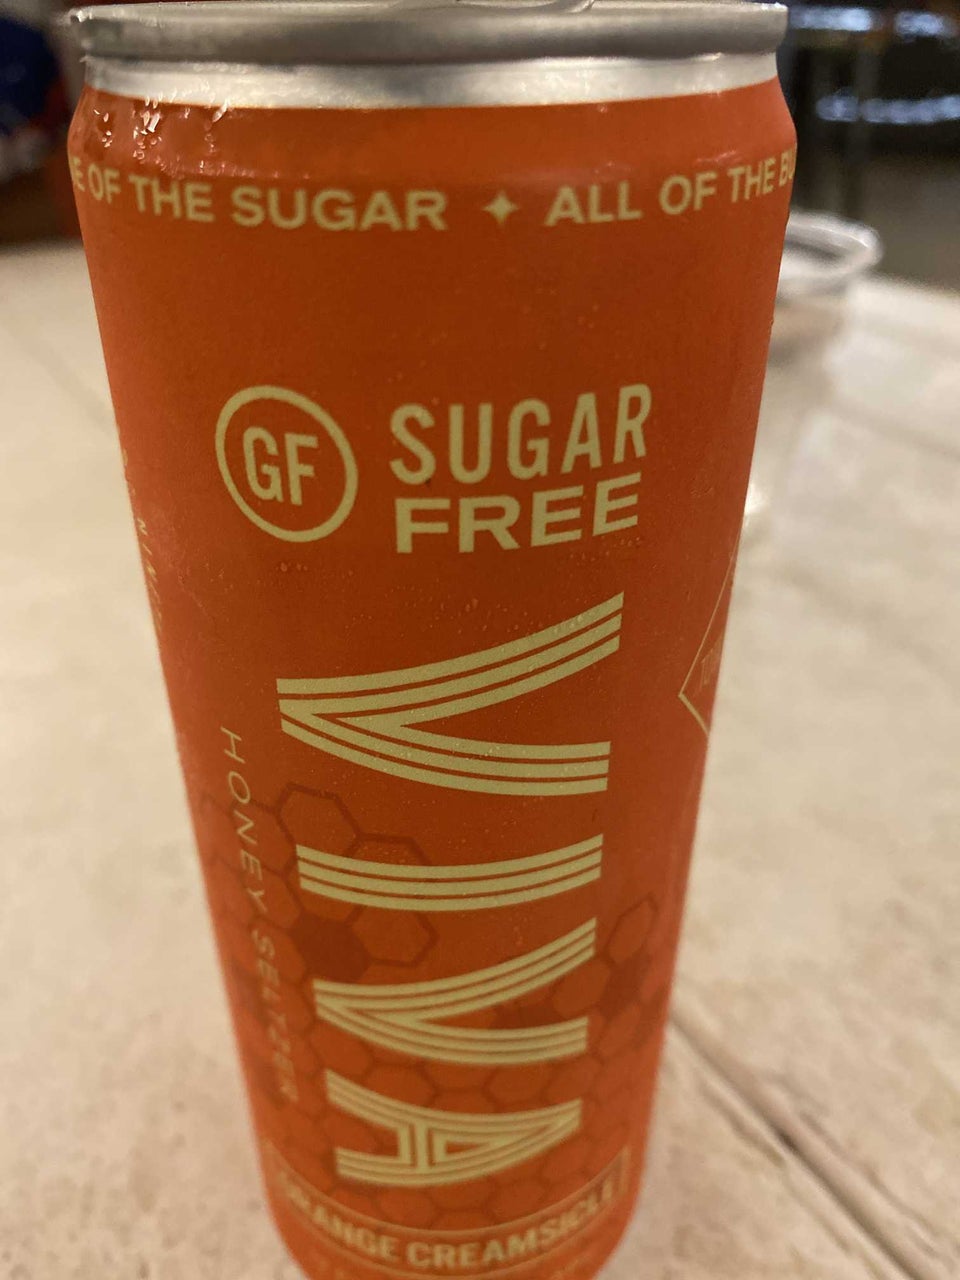 OF THE SUGAR ✦ ALL OF THE
GF
SUGAR
FREE
VIVA
HONEY SELTZER
ORANGE CREAMSICLE